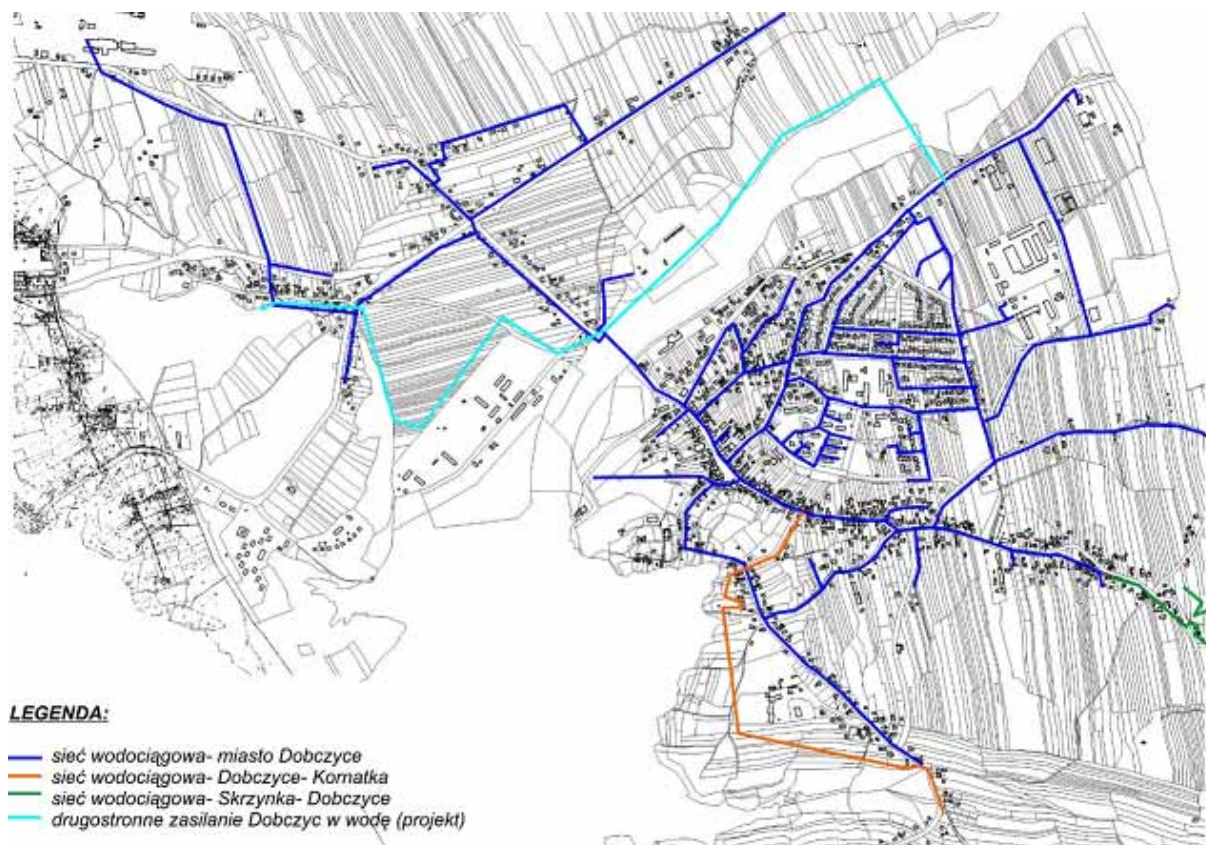 LEGENDA:
sieć wodociągowa- miasto Dobczyce
sieć wodociągowa- Dobczyce- Kornatka
sieć wodociągowa- Skrzynka- Dobczyce
drugostronne zasilanie Dobczyc w wodę (projekt)